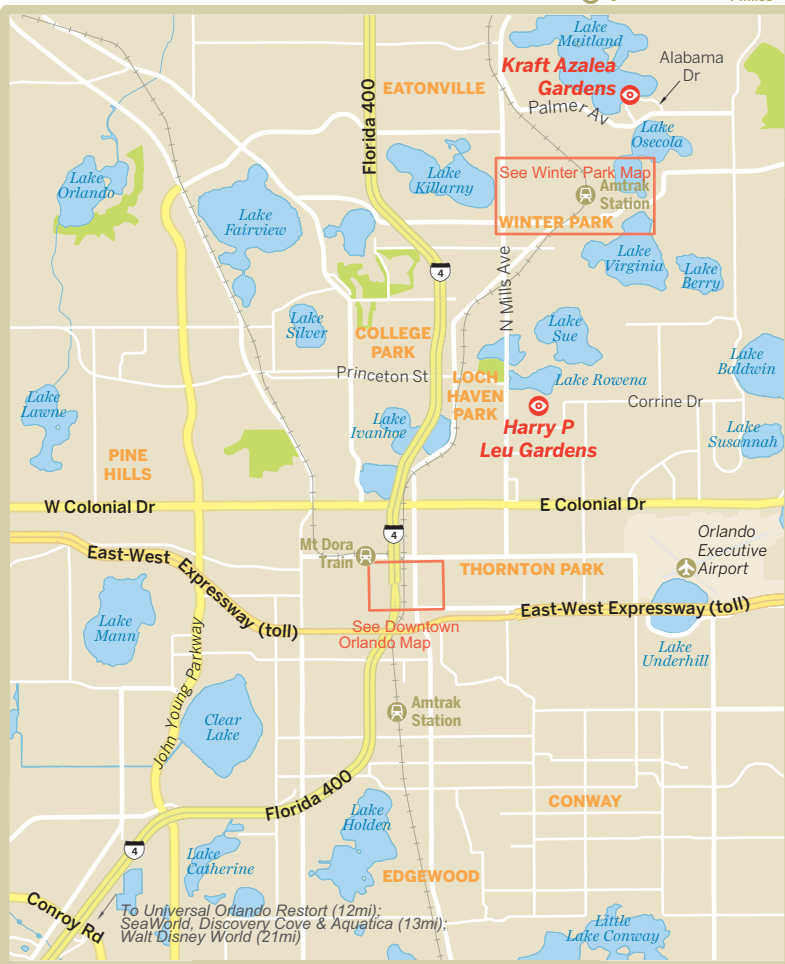 Lake
Maitland
Kraft Azalea
Gardens
Alabama
Dr
Palmer Av
EATONVILLE
Florida 400
Lake
Osecola
Lake
Killarny
See Winter Park Map
Amtrak
Station
WINTER PARK
Lake
Orlando
Lake
Fairview
Lake
Virginia
Lake
Berry
4
N Mills Ave
Lake
Silver
COLLEGE
PARK
Lake
Sue
Lake
Baldwin
Princeton St
LOCH
HAVEN
PARK
Lake Rowena
Corrine Dr
Lake
Lawne
Lake
Ivanhoe
Harry P
Leu Gardens
Lake
Susannah
PINE
HILLS
W Colonial Dr
E Colonial Dr
4
Orlando
Executive
Airport
Mt Dora
Train
East-West Expressway (toll)
THORNTON PARK
East-West Expressway (toll)
Lake
Mann
See Downtown
Orlando Map
Lake
Underhill
John Young Parkway
Clear
Lake
Amtrak
Station
Florida 400
CONWAY
Lake
Holden
4
Lake
Catherine
EDGEWOOD
Conroy Rd
To Universal Orlando Restort (12mi);
SeaWorld, Discovery Cove & Aquatica (13mi);
Walt Disney World (21mi)
Little
Lake Conway